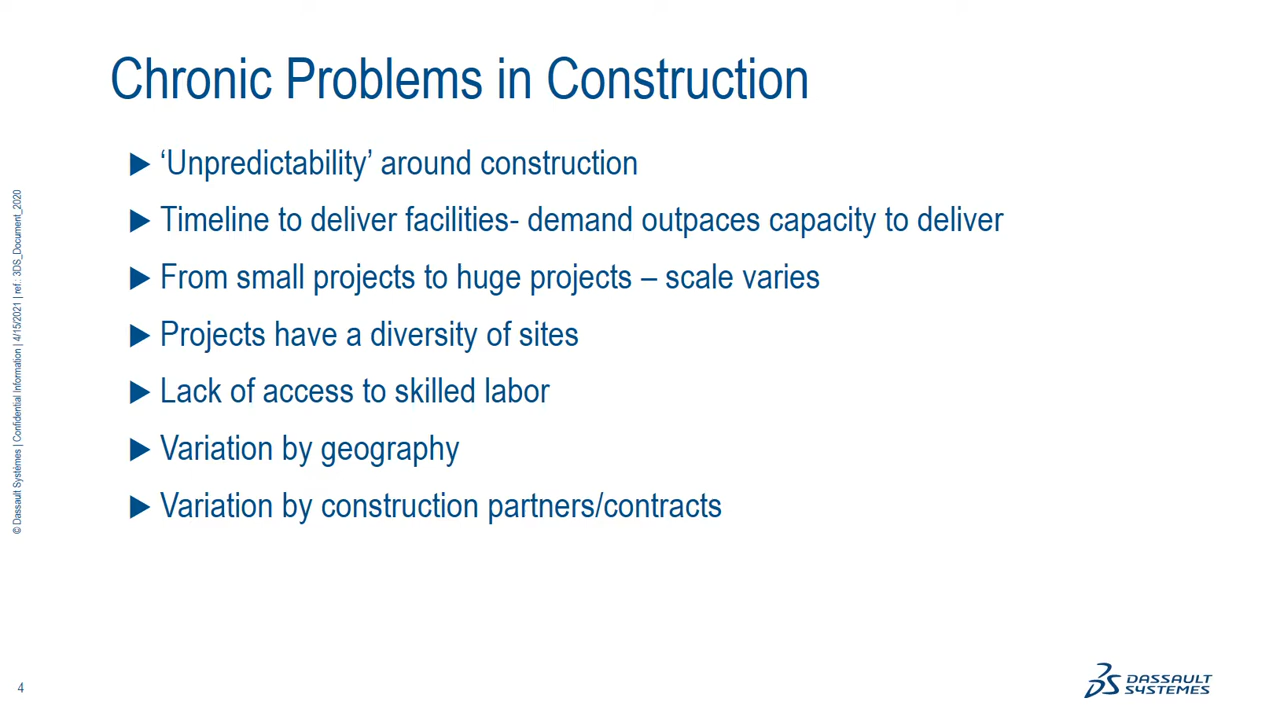 Chronic Problems in Construction
‘Unpredictability’ around construction
Timeline to deliver facilities- demand outpaces capacity to deliver
From small projects to huge projects – scale varies
Projects have a diversity of sites
Lack of access to skilled labor
Variation by geography
Variation by construction partners/contracts
© Dassault Systèmes | Confidential Information | 4/15/2021 | ref.: 3DS_Document_2020
4
3DS DASSAULT
SYSTEMES